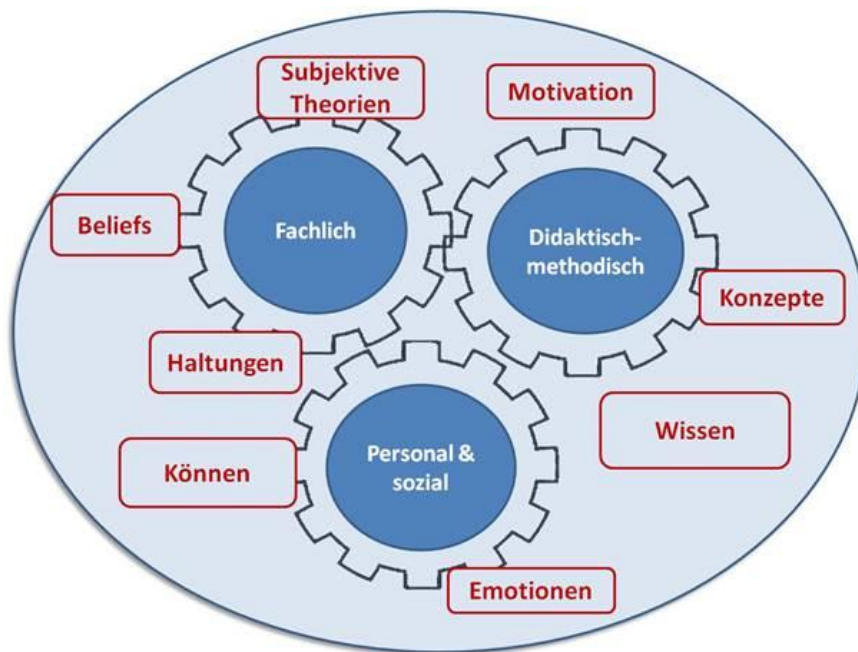 Subjektive
Theorien
Motivation
Beliefs
Fachlich
Didaktisch-
methodisch
Konzepte
Haltungen
Wissen
Können
Personal &
sozial
Emotionen